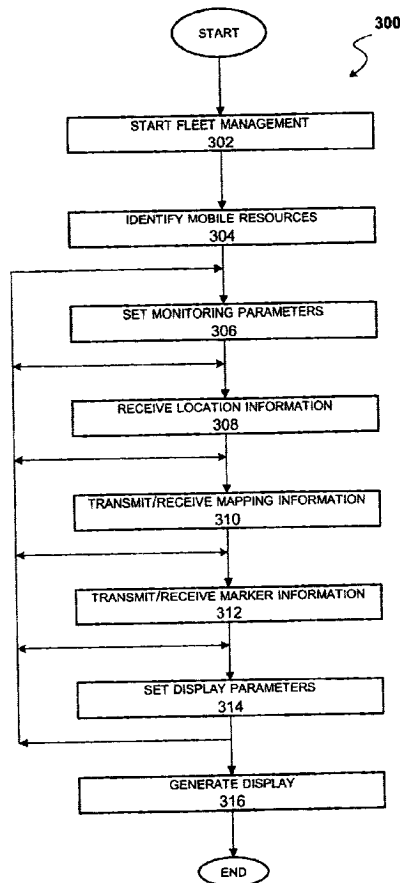 START
300
START FLEET MANAGEMENT
302
IDENTIFY MOBILE RESOURCES
304
SET MONITORING PARAMETERS
306
RECEIVE LOCATION INFORMATION
308
TRANSMIT/RECEIVE MAPPING INFORMATION
310
TRANSMIT/RECEIVE MARKER INFORMATION
312
SET DISPLAY PARAMETERS
314
GENERATE DISPLAY
316
END